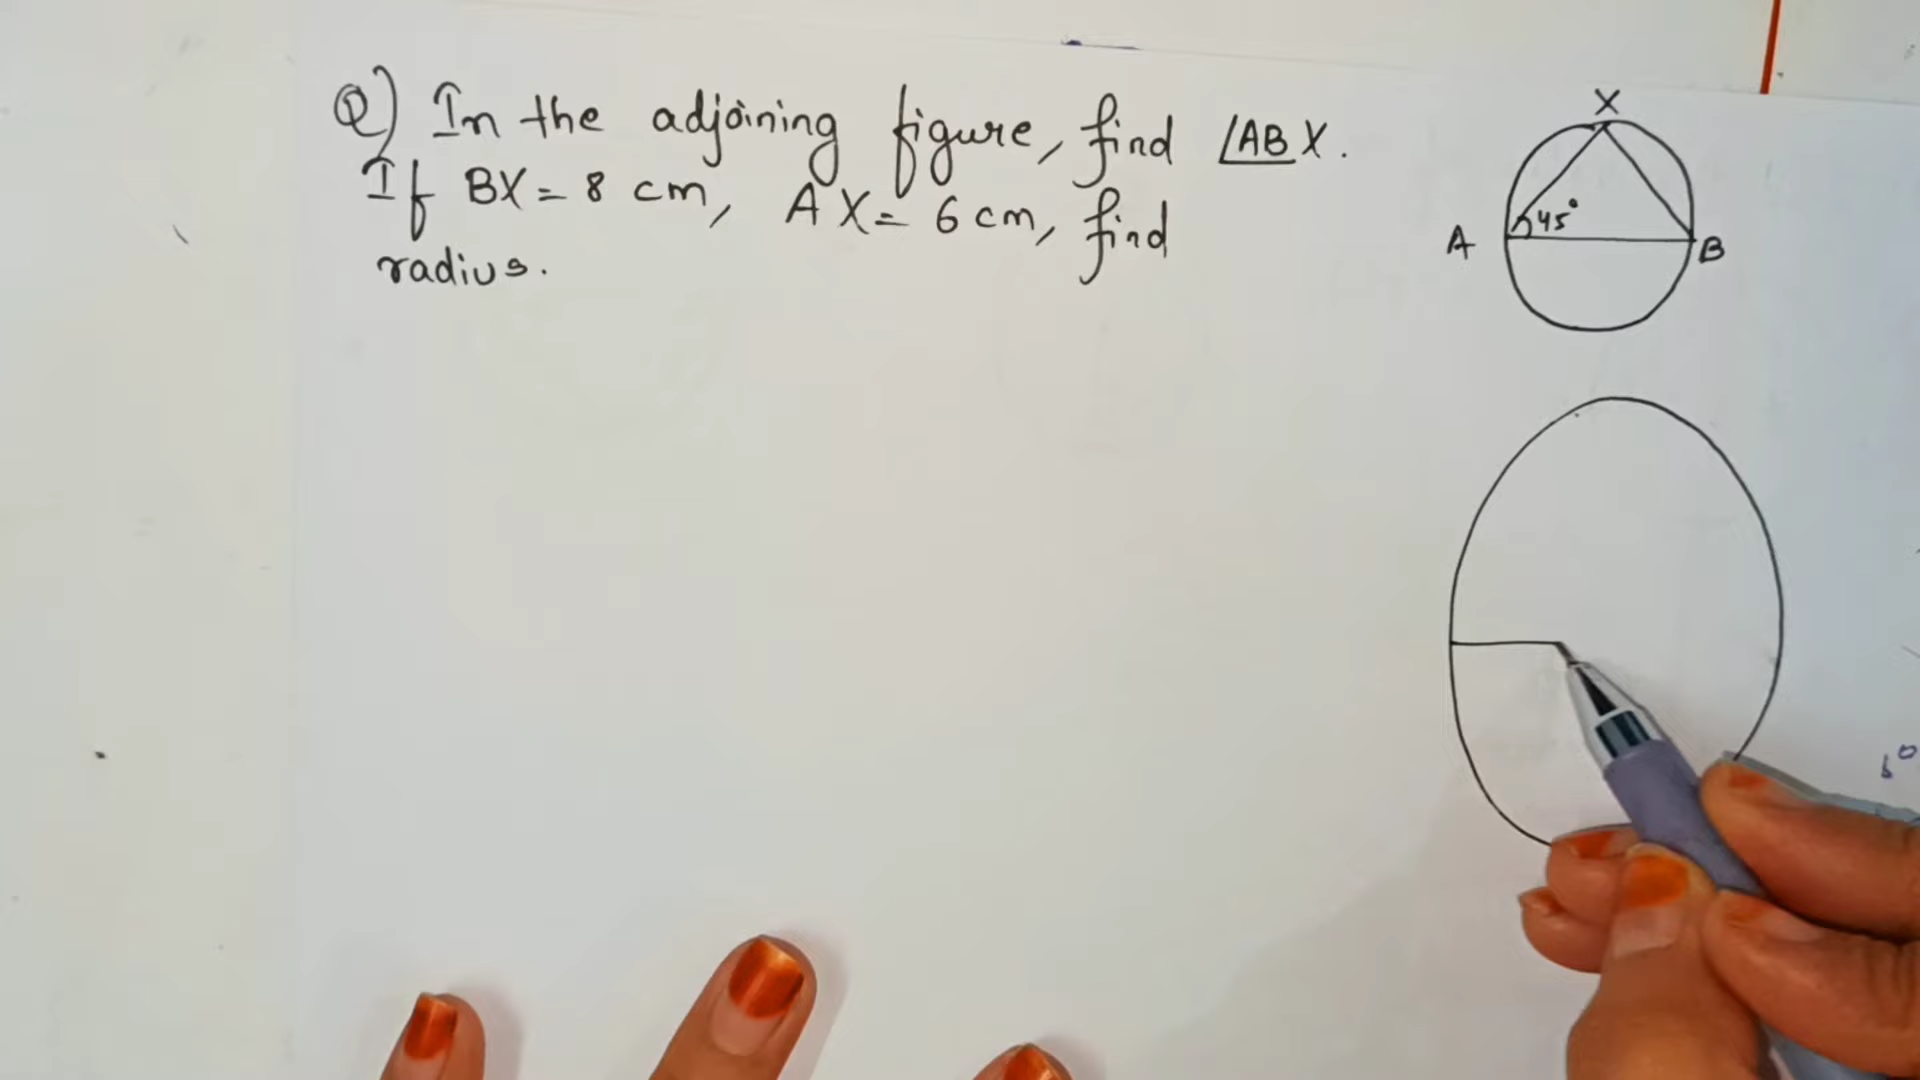 Q) In the adjoining figure, find ∠ABX.
If BX = 8 cm, AX = 6 cm, find
radius.
X
45°
A
B